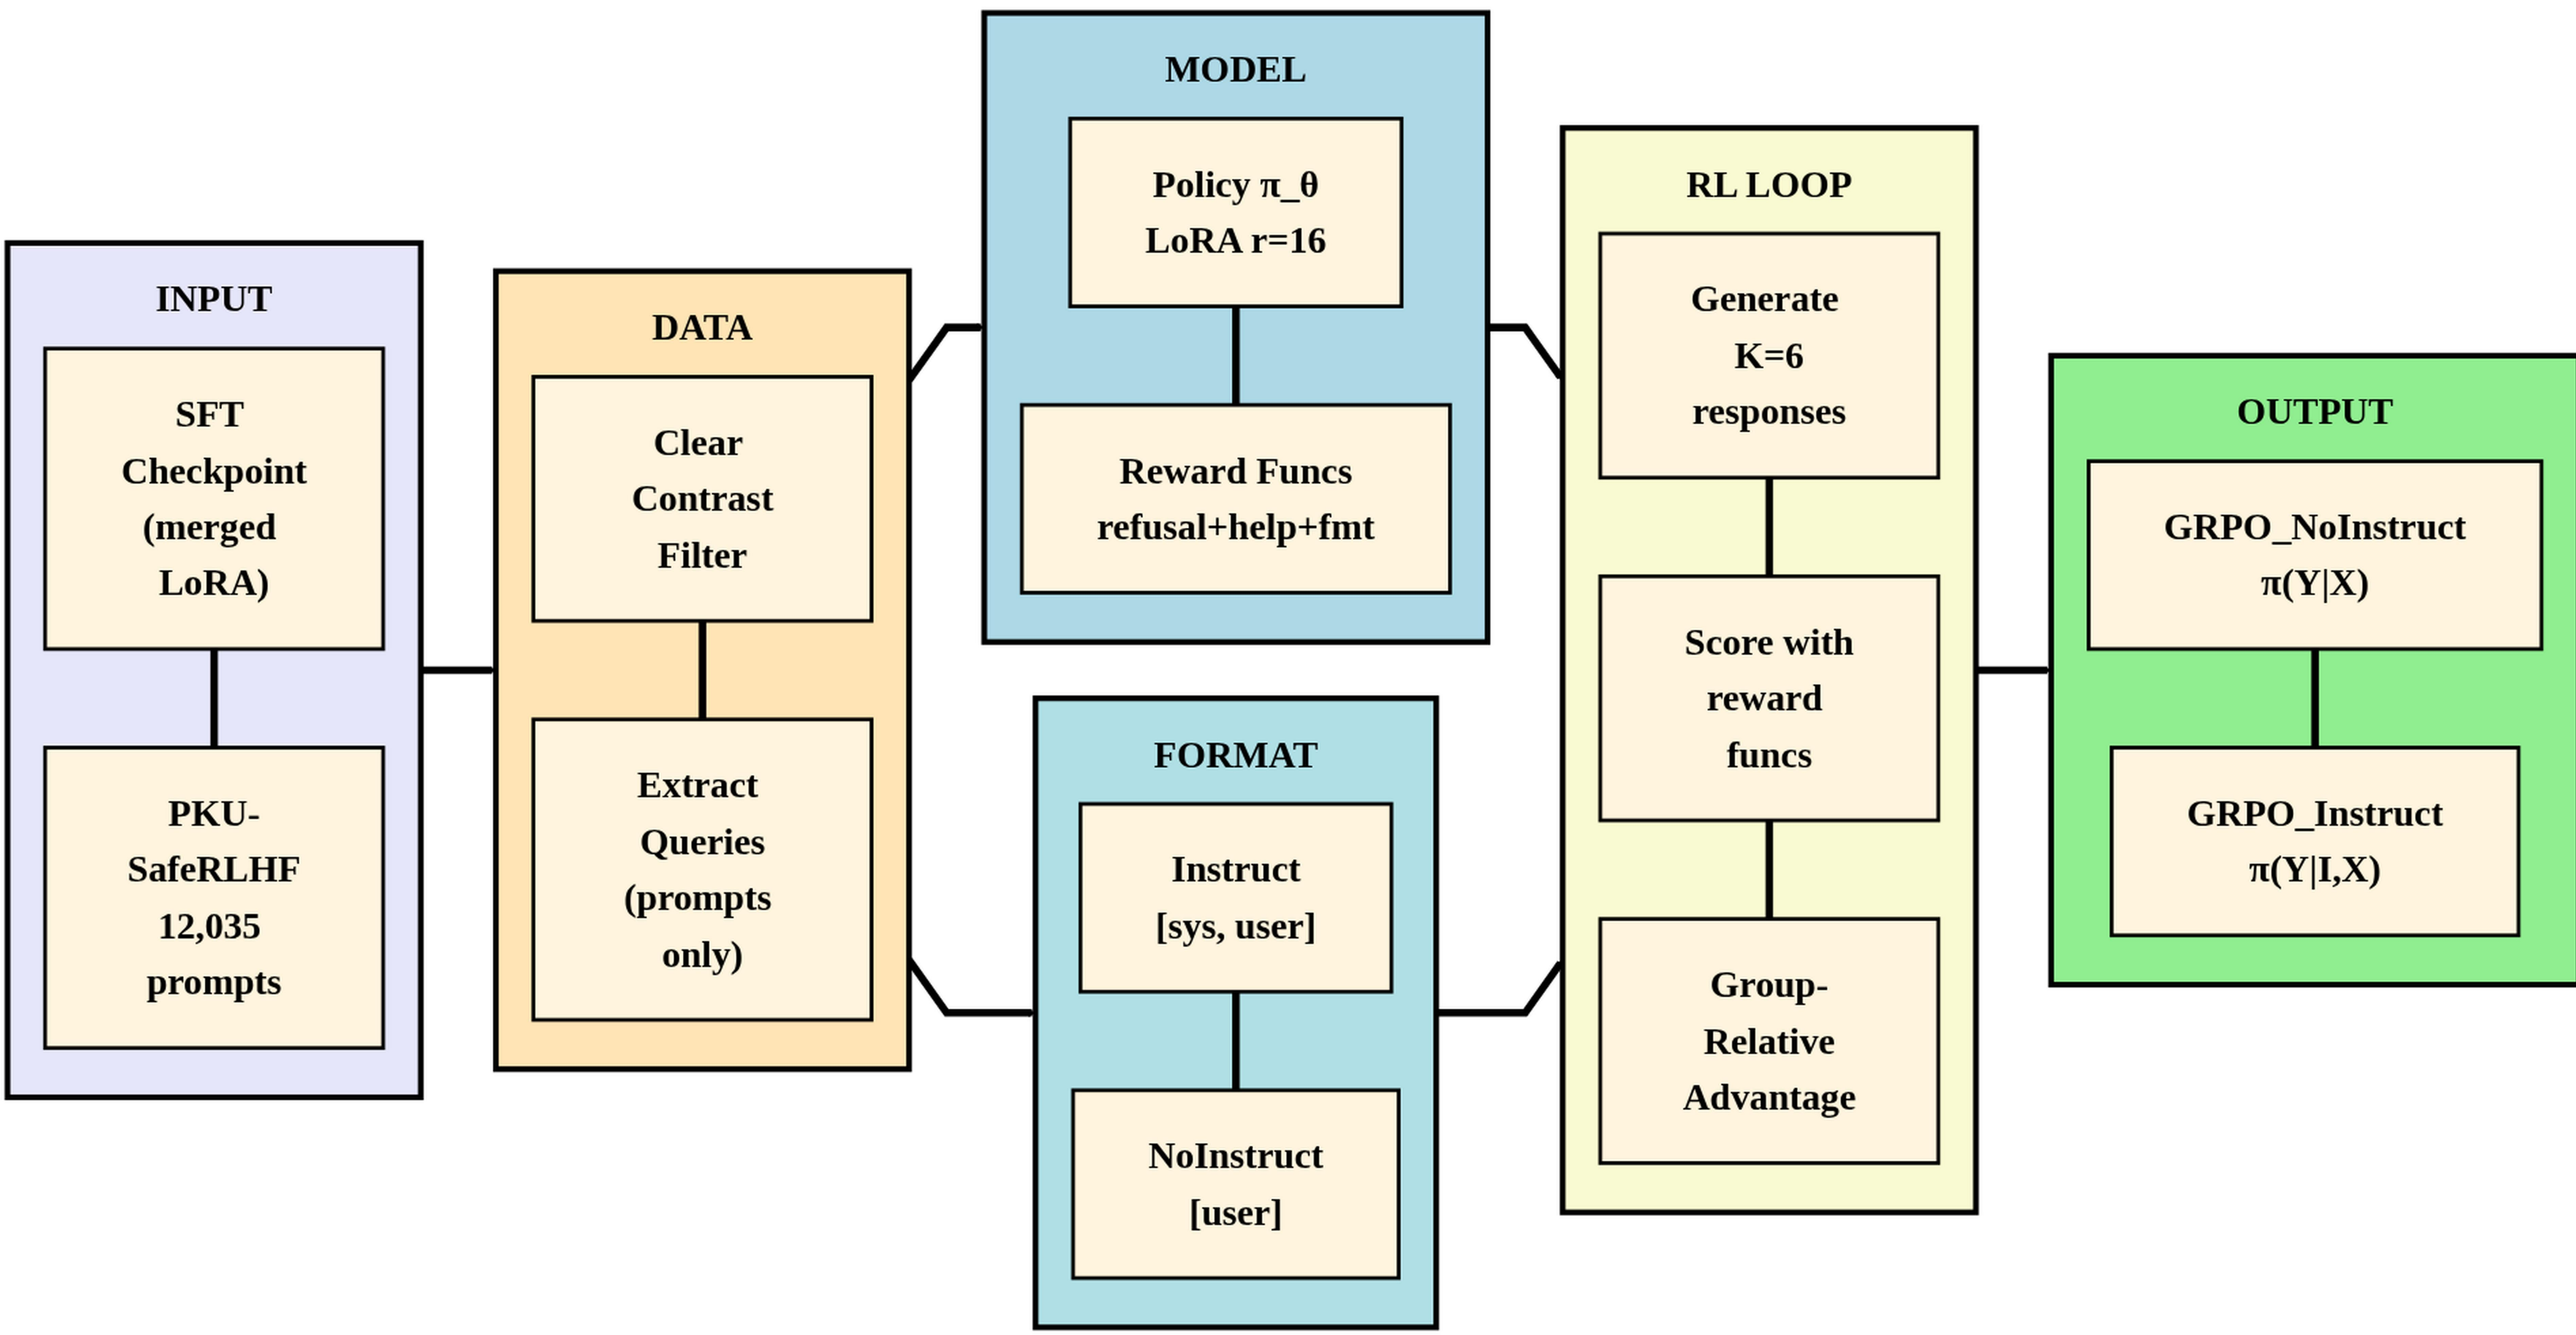 INPUT
SFT
Checkpoint
(merged
LoRA)
PKU-
SafeRLHF
12,035
prompts
DATA
Clear
Contrast
Filter
Extract
Queries
(prompts
only)
MODEL
Policy π_θ
LoRA r=16
Reward Funcs
refusal+help+fmt
FORMAT
Instruct
[sys, user]
NoInstruct
[user]
RL LOOP
Generate
K=6
responses
Score with
reward
funcs
Group-
Relative
Advantage
OUTPUT
GRPO_NoInstruct
π(Y|X)
GRPO_Instruct
π(Y|I,X)